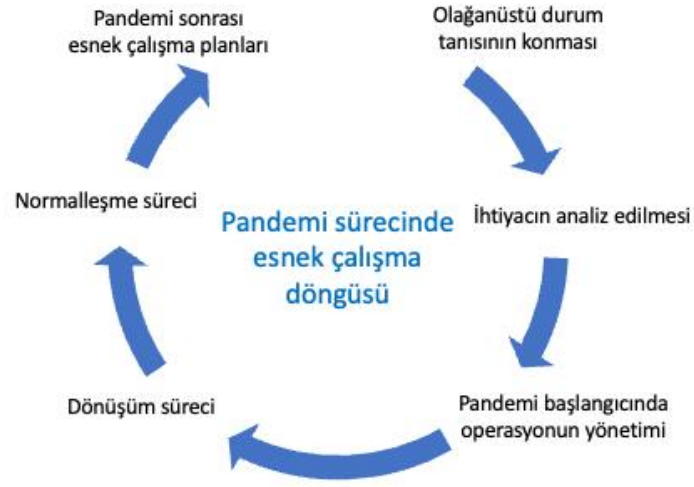 Pandemi sonrası
esnek çalışma planları
Olağanüstü durum
tanısının konması
Normalleşme süreci
Pandemi sürecinde
esnek çalışma
döngüsü
İhtiyacın analiz edilmesi
Dönüşüm süreci
Pandemi başlangıcında
operasyonun yönetimi